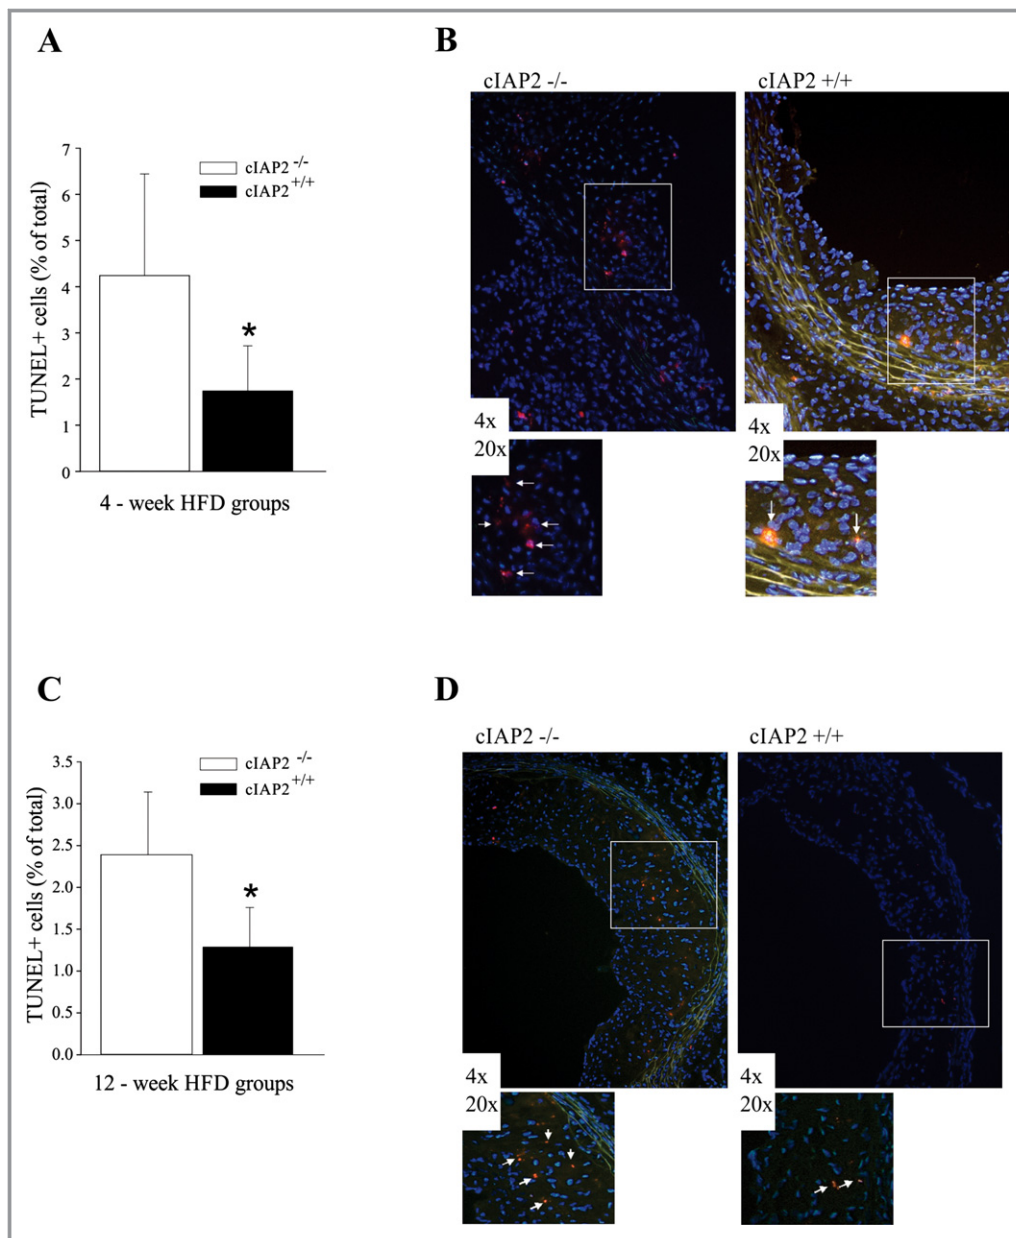 A
7
6
5
4
3
2
1
0
TUNEL+ cells (% of total)
cIAP2 -/-
cIAP2 +/+
*
4 - week HFD groups
B
cIAP2 -/-
cIAP2 +/+
4x
20x
4x
20x
C
3.5
3.0
2.5
2.0
1.5
1.0
0.5
0.0
TUNEL+ cells (% of total)
cIAP2 -/-
cIAP2 +/+
*
12 - week HFD groups
D
cIAP2 -/-
cIAP2 +/+
4x
20x
4x
20x